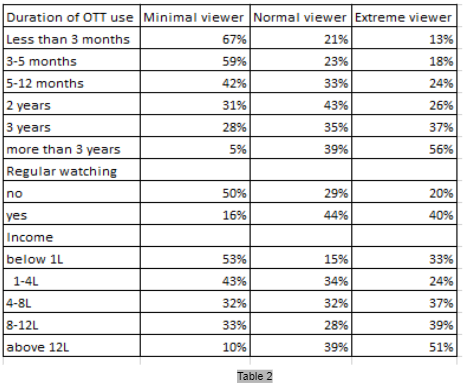 Duration of OTT use Minimal viewer Normal viewer Extreme viewer
Less than 3 months 67% 21% 13%
3-5 months 59% 23% 18%
5-12 months 42% 33% 24%
2 years 31% 43% 26%
3 years 28% 35% 37%
more than 3 years 5% 39% 56%
Regular watching
no 50% 29% 20%
yes 16% 44% 40%
Income
below 1L 53% 15% 33%
1-4L 43% 34% 24%
4-8L 32% 32% 37%
8-12L 33% 28% 39%
above 12L 10% 39% 51%
Table 2